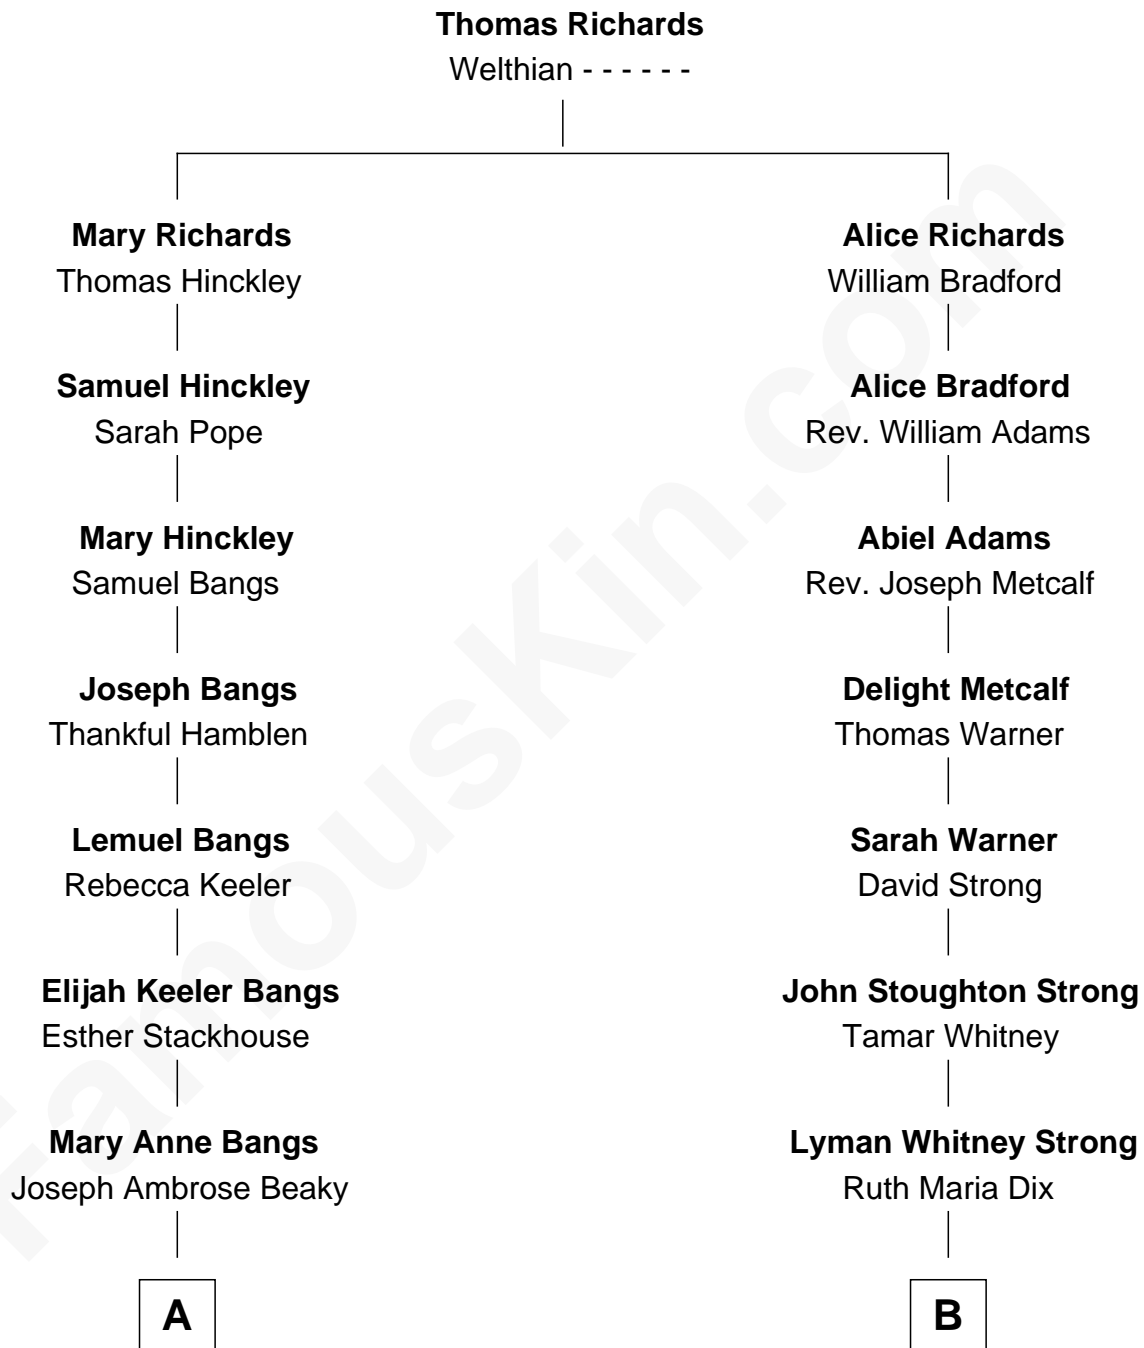 Thomas Richards
Welthian - - - - - -
Mary Richards
Thomas Hinckley
Alice Richards
William Bradford
Samuel Hinckley
Sarah Pope
Alice Bradford
Rev. William Adams
Mary Hinckley
Samuel Bangs
Abiel Adams
Rev. Joseph Metcalf
Joseph Bangs
Thankful Hamblen
Delight Metcalf
Thomas Warner
Lemuel Bangs
Rebecca Keeler
Sarah Warner
David Strong
Elijah Keeler Bangs
Esther Stackhouse
John Stoughton Strong
Tamar Whitney
Mary Anne Bangs
Joseph Ambrose Beaky
Lyman Whitney Strong
Ruth Maria Dix
A
B
FamousKin.com